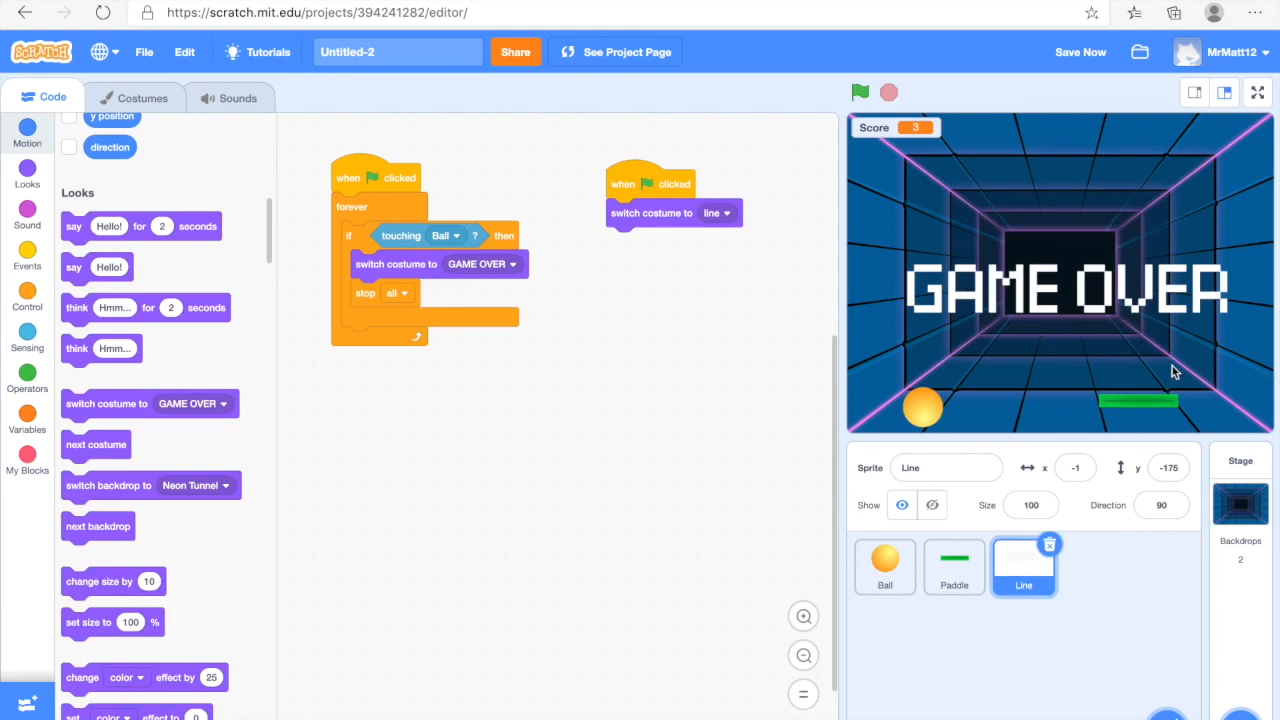 https://scratch.mit.edu/projects/394241282/editor/
SCRATCH File Edit Tutorials Untitled-2 Share See Project Page Save Now MrMatt12
Code Costumes Sounds
Motion
Looks
Sound
Events
Control
Sensing
Operators
Variables
My Blocks
y position
direction
Looks
say Hello! for 2 seconds
say Hello!
think Hmm... for 2 seconds
think Hmm...
switch costume to GAME OVER
next costume
switch backdrop to Neon Tunnel
next backdrop
change size by 10
set size to 100 %
change color effect by 25
set color effect to 0
when clicked
forever
if touching Ball ? then
switch costume to GAME OVER
stop all
when clicked
switch costume to line
Score 3
GAME OVER
Sprite Line x -1 y -175
Show Size 100 Direction 90
Ball
Paddle
Line
Stage
Backdrops
2